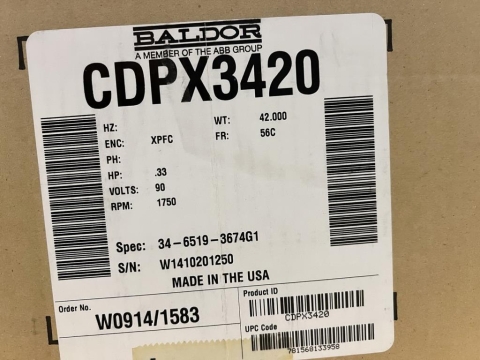 BALDOR
A MEMBER OF THE ABB GROUP
CDPX3420
HZ:
WT: 42.000
ENC: XPFC
FR: 56C
PH:
HP: .33
VOLTS: 90
RPM: 1750
Spec: 34-6519-3674G1
S/N: W1410201250
MADE IN THE USA
Order No.
W0914/1583
Product ID
CDPX3420
UPC Code
781568133958